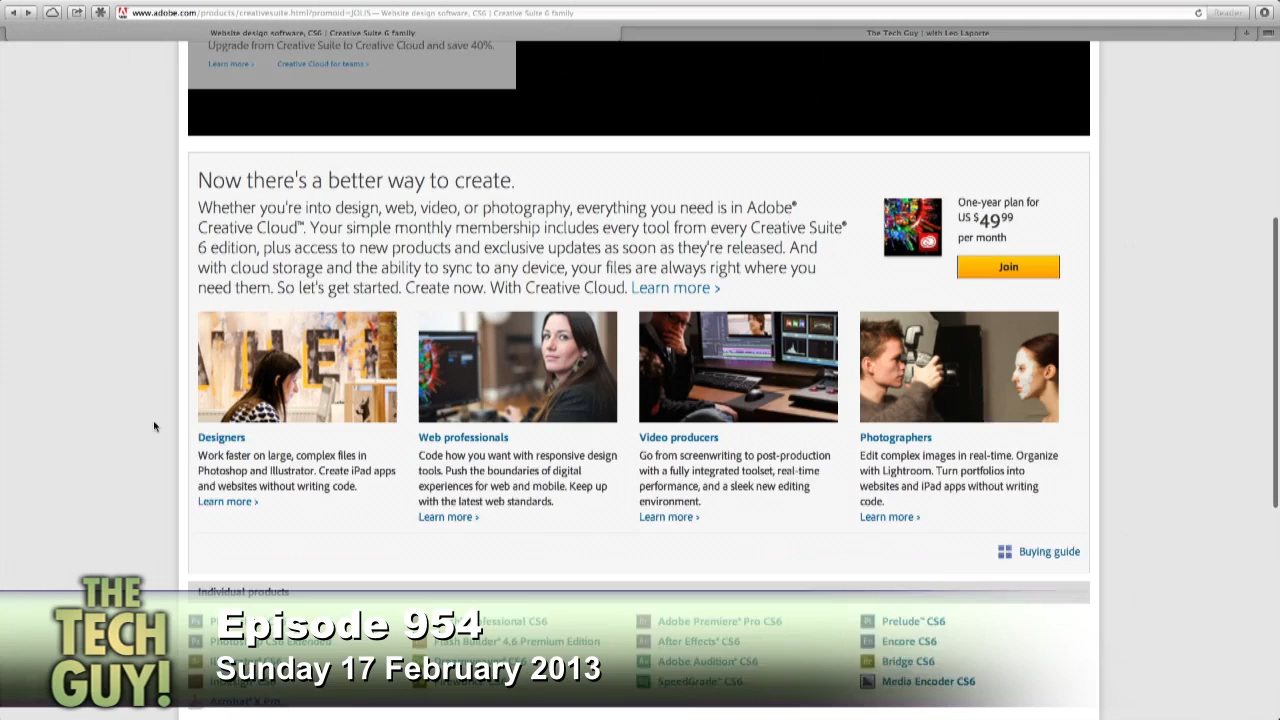 www.adobe.com/products/creativesuite.html?promoid=JOLIS — Website design software, CS6 | Creative Suite 6 family
Reader
Website design software, CS6 | Creative Suite 6 family
The Tech Guy | with Leo Laporte
Upgrade from Creative Suite to Creative Cloud and save 40%.
Learn more › Creative Cloud for teams ›
Now there's a better way to create.
Whether you're into design, web, video, or photography, everything you need is in Adobe®
Creative Cloud™. Your simple monthly membership includes every tool from every Creative Suite®
6 edition, plus access to new products and exclusive updates as soon as they're released. And
with cloud storage and the ability to sync to any device, your files are always right where you
need them. So let's get started. Create now. With Creative Cloud. Learn more ›
One-year plan for
US $49 99
per month
Join
Designers
Work faster on large, complex files in
Photoshop and Illustrator. Create iPad apps
and websites without writing code.
Learn more ›
Web professionals
Code how you want with responsive design
tools. Push the boundaries of digital
experiences for web and mobile. Keep up
with the latest web standards.
Learn more ›
Video producers
Go from screenwriting to post-production
with a fully integrated toolset, real-time
performance, and a sleek new editing
environment.
Learn more ›
Photographers
Edit complex images in real-time. Organize
with Lightroom. Turn portfolios into
websites and iPad apps without writing
code.
Learn more ›
Buying guide
Individual products
Adobe Premiere® Pro CS6
Prelude™ CS6
Flash Builder® 4.6 Premium Edition
After Effects® CS6
Encore CS6
Adobe Audition® CS6
Bridge CS6
SpeedGrade™ CS6
Media Encoder CS6
THE
TECH
GUY!
Episode 954
Sunday 17 February 2013